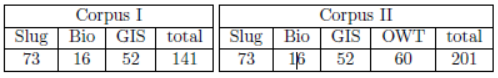 Corpus I Corpus II
Slug Bio GIS total Slug Bio GIS OWT total
73 16 52 141 73 16 52 60 201